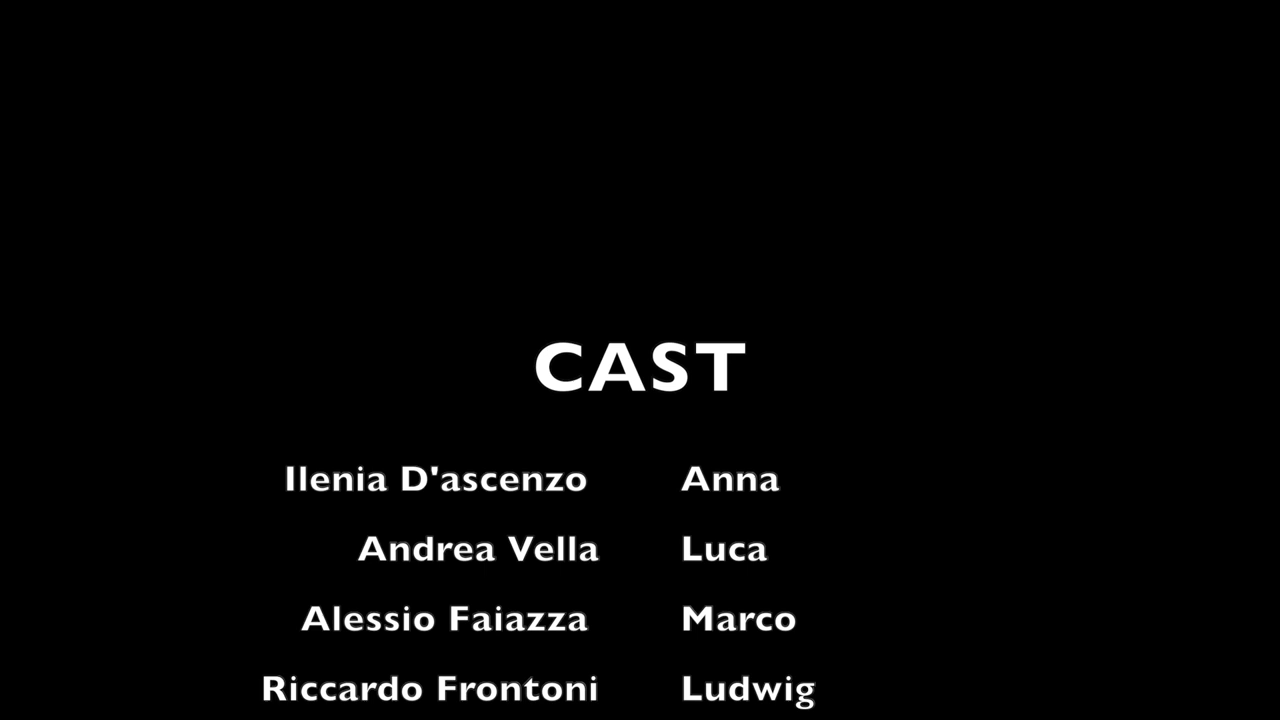 CAST
Ilenia D'ascenzo Anna
Andrea Vella Luca
Alessio Faiazza Marco
Riccardo Frontoni Ludwig